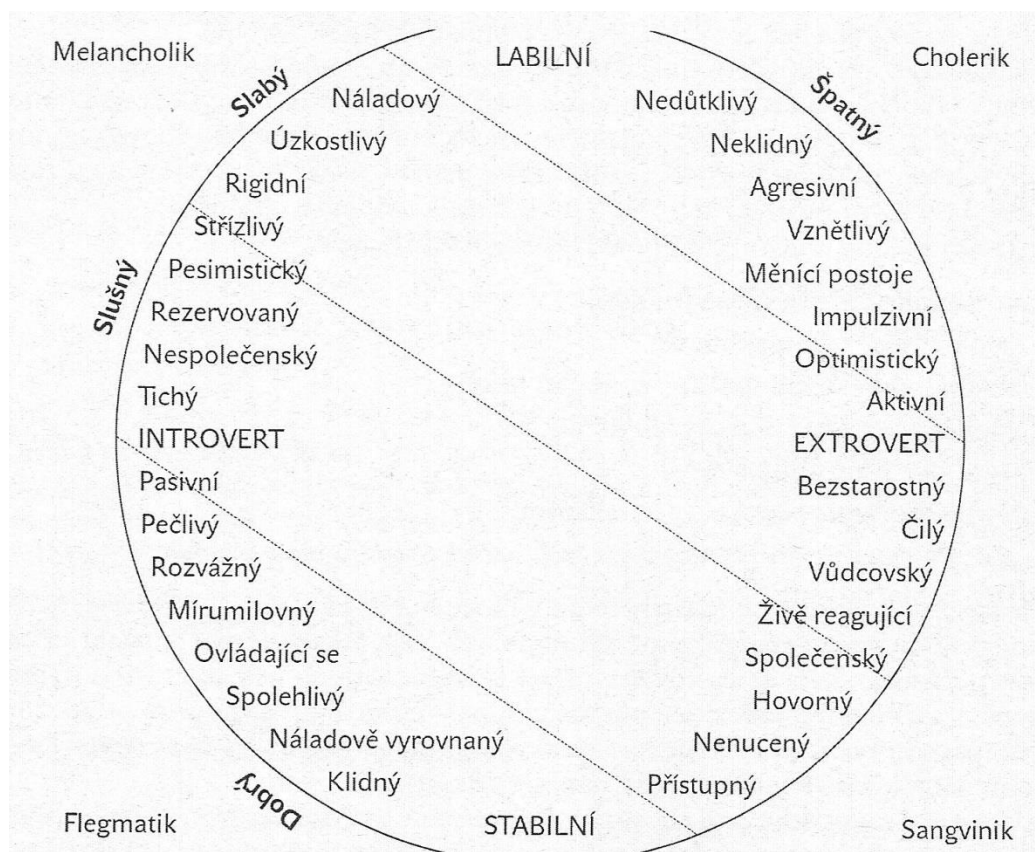 Melancholik
LABILNÍ
Cholerik
Slabý
Špatný
Náladový
Nedůtklivý
Úzkostlivý
Neklidný
Rigidní
Agresivní
Střízlivý
Vznětlivý
Slušný
Pesimistický
Měnící postoje
Rezervovaný
Impulzivní
Nespolečenský
Optimistický
Tichý
Aktivní
INTROVERT
EXTROVERT
Pasivní
Bezstarostný
Pečlivý
Čilý
Rozvážný
Vůdcovský
Mírumilovný
Živě reagující
Ovládající se
Společenský
Spolehlivý
Hovorný
Náladově vyrovnaný
Nenucený
Klidný
Přístupný
Dobrý
Flegmatik
STABILNÍ
Sangvinik